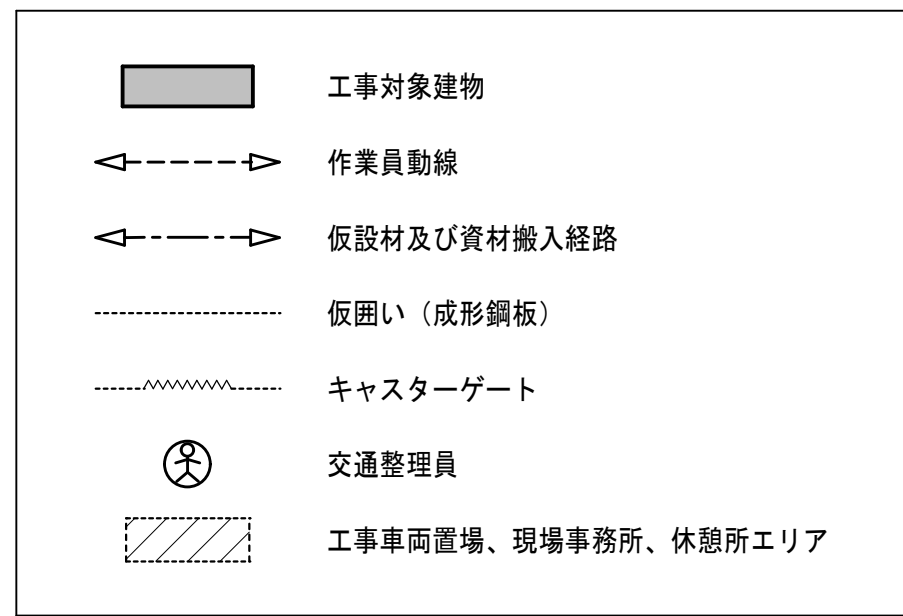 工事対象建物
作業員動線
仮設材及び資材搬入経路
仮囲い（成形鋼板）
キャスターゲート
交通整理員
工事車両置場、現場事務所、休憩所エリア